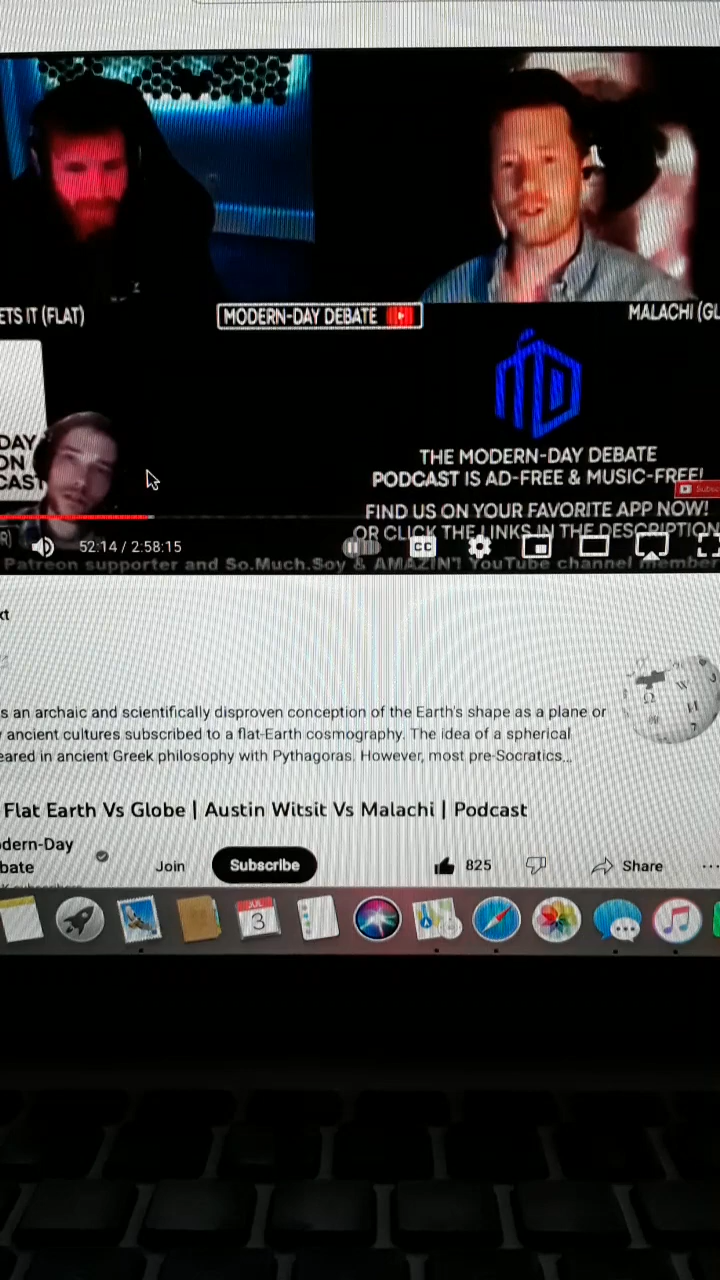 ETS IT (FLAT)
MODERN-DAY DEBATE
MALACHI (GL
DAY
ON
CAST
THE MODERN-DAY DEBATE
PODCAST IS AD-FREE & MUSIC-FREE!
FIND US ON YOUR FAVORITE APP NOW!
OR CLICK THE LINKS IN THE DESCRIPTION
R)
52:14 / 2:58:15
CC
Patreon supporter and So.Much.Soy & AMAZIN'! YouTube channel member
xt
s an archaic and scientifically disproven conception of the Earth's shape as a plane or
ancient cultures subscribed to a flat-Earth cosmography. The idea of a spherical
eared in ancient Greek philosophy with Pythagoras. However, most pre-Socratics...
Flat Earth Vs Globe | Austin Witsit Vs Malachi | Podcast
dern-Day
bate
Join
Subscribe
825
Share
JUL
3